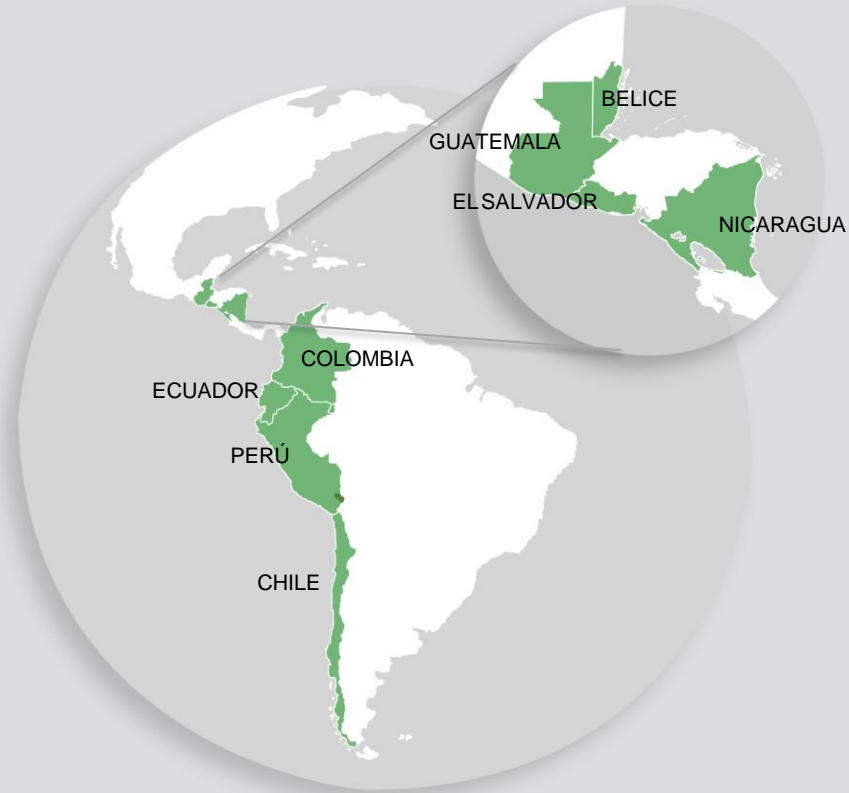 BELICE
GUATEMALA
EL SALVADOR
NICARAGUA
COLOMBIA
ECUADOR
PERÚ
CHILE